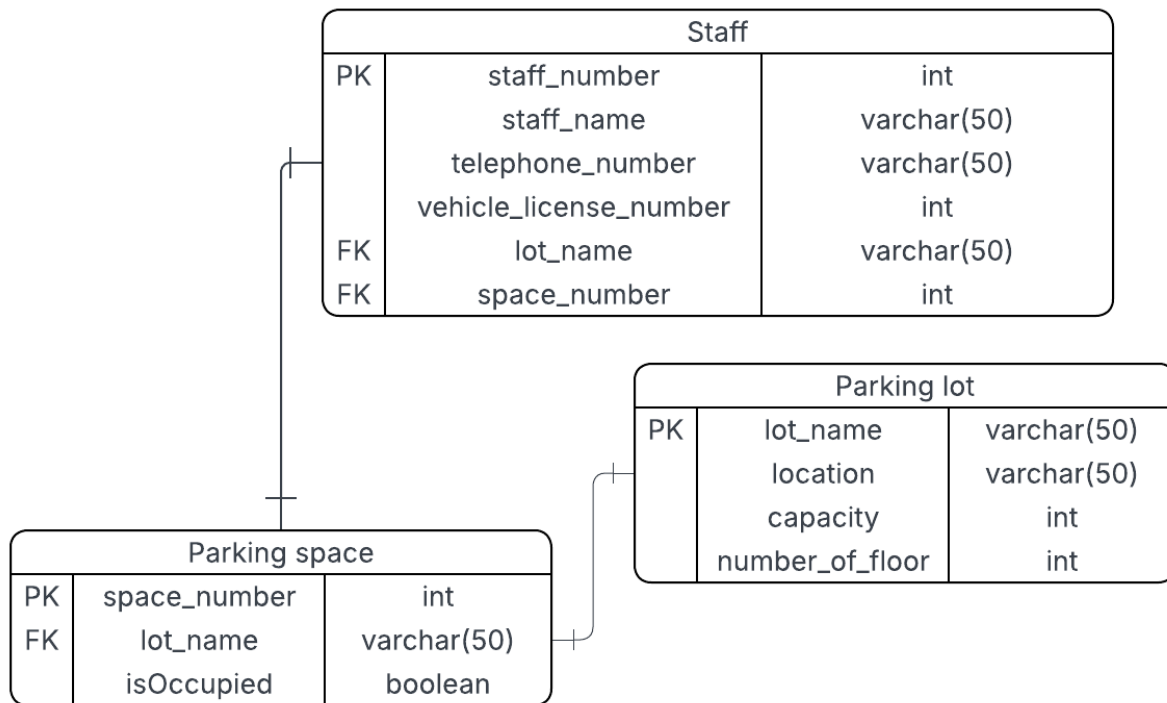 Staff
PK staff_number int
staff_name varchar(50)
telephone_number varchar(50)
vehicle_license_number int
FK lot_name varchar(50)
FK space_number int
Parking lot
PK lot_name varchar(50)
location varchar(50)
capacity int
number_of_floor int
Parking space
PK space_number int
FK lot_name varchar(50)
isOccupied boolean